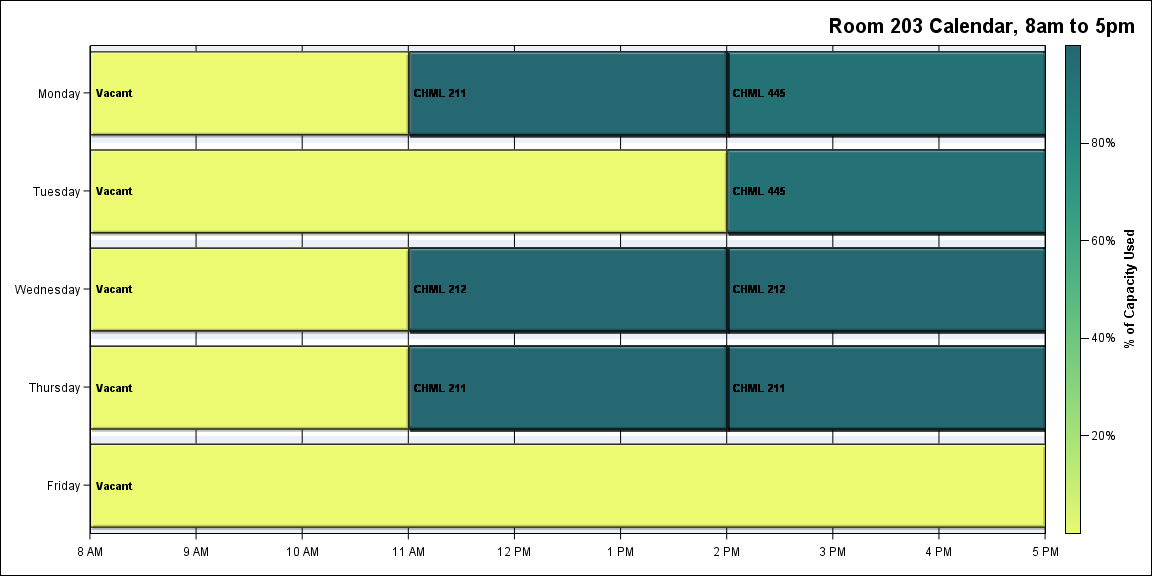 Room 203 Calendar, 8am to 5pm
Monday
Vacant
CHML 211
CHML 445
Tuesday
Vacant
CHML 445
Wednesday
Vacant
CHML 212
CHML 212
Thursday
Vacant
CHML 211
CHML 211
Friday
Vacant
8 AM 9 AM 10 AM 11 AM 12 PM 1 PM 2 PM 3 PM 4 PM 5 PM
80%
60%
40%
20%
% of Capacity Used